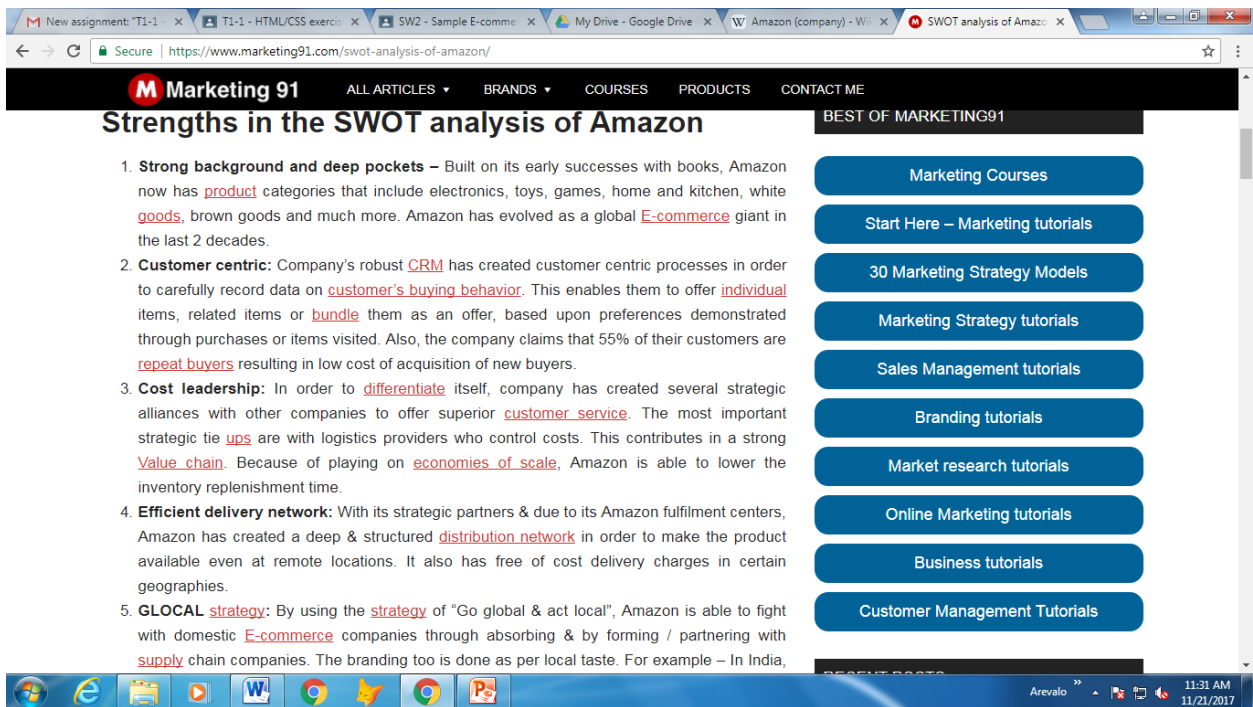 New assignment: "T1-1 -
T1-1 - HTML/CSS exercis
SW2 - Sample E-comme
My Drive - Google Drive
Amazon (company) - Wi
SWOT analysis of Amazo
Secure | https://www.marketing91.com/swot-analysis-of-amazon/
M Marketing 91 ALL ARTICLES BRANDS COURSES PRODUCTS CONTACT ME
Strengths in the SWOT analysis of Amazon
1. Strong background and deep pockets – Built on its early successes with books, Amazon
now has product categories that include electronics, toys, games, home and kitchen, white
goods, brown goods and much more. Amazon has evolved as a global E-commerce giant in
the last 2 decades.
2. Customer centric: Company's robust CRM has created customer centric processes in order
to carefully record data on customer's buying behavior. This enables them to offer individual
items, related items or bundle them as an offer, based upon preferences demonstrated
through purchases or items visited. Also, the company claims that 55% of their customers are
repeat buyers resulting in low cost of acquisition of new buyers.
3. Cost leadership: In order to differentiate itself, company has created several strategic
alliances with other companies to offer superior customer service. The most important
strategic tie ups are with logistics providers who control costs. This contributes in a strong
Value chain. Because of playing on economies of scale, Amazon is able to lower the
inventory replenishment time.
4. Efficient delivery network: With its strategic partners & due to its Amazon fulfilment centers,
Amazon has created a deep & structured distribution network in order to make the product
available even at remote locations. It also has free of cost delivery charges in certain
geographies.
5. GLOCAL strategy: By using the strategy of “Go global & act local”, Amazon is able to fight
with domestic E-commerce companies through absorbing & by forming / partnering with
supply chain companies. The branding too is done as per local taste. For example – In India,
BEST OF MARKETING91
Marketing Courses
Start Here – Marketing tutorials
30 Marketing Strategy Models
Marketing Strategy tutorials
Sales Management tutorials
Branding tutorials
Market research tutorials
Online Marketing tutorials
Business tutorials
Customer Management Tutorials
RECENT POSTS
Arevalo
11:31 AM
11/21/2017